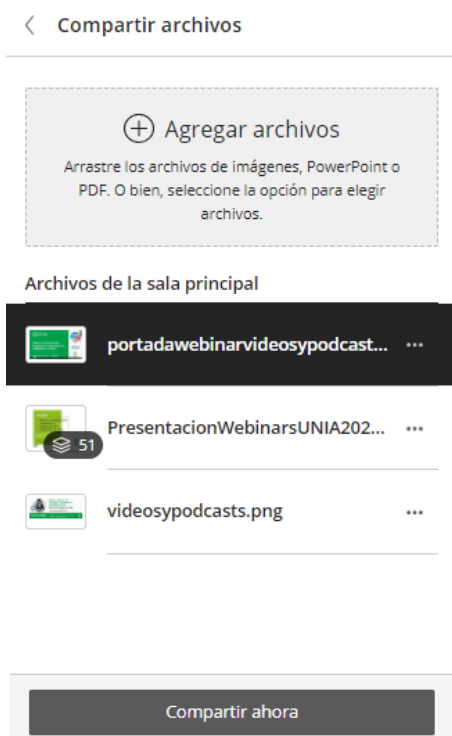 Compartir archivos
Agregar archivos
Arrastre los archivos de imágenes, PowerPoint o
PDF. O bien, seleccione la opción para elegir
archivos.
Archivos de la sala principal
portadawebinarvideosypodcast...
PresentacionWebinarsUNIA202...
51
videosypodcasts.png
Compartir ahora